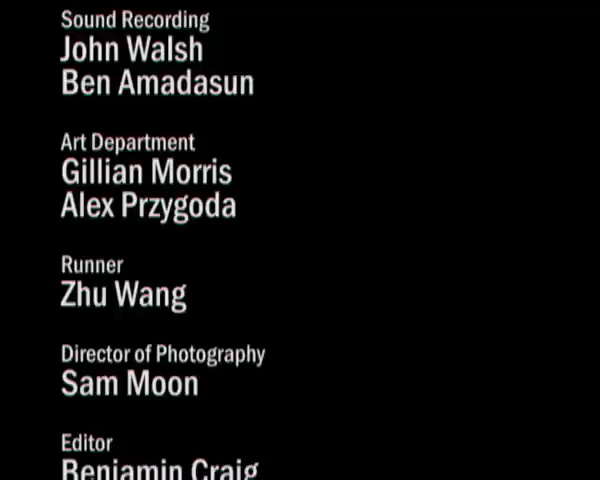 Sound Recording
John Walsh
Ben Amadasun
Art Department
Gillian Morris
Alex Przygoda
Runner
Zhu Wang
Director of Photography
Sam Moon
Editor
Benjamin Craig